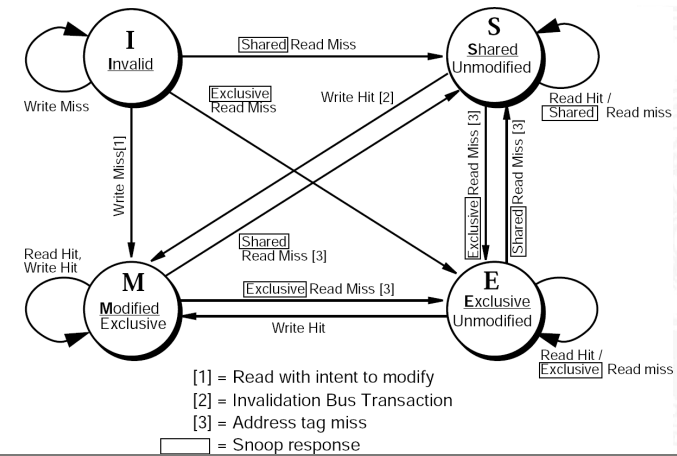 I
Invalid
S
Shared
Unmodified
Shared Read Miss
Exclusive
Read Miss
Write Hit [2]
Write Miss
Read Hit /
Shared Read miss
Write Miss[1]
Exclusive Read Miss [3]
Shared Read Miss [3]
Shared
Read Miss [3]
Read Hit,
Write Hit
M
Modified
Exclusive
Exclusive Read Miss [3]
Write Hit
E
Exclusive
Unmodified
Read Hit /
Exclusive Read miss
[1] = Read with intent to modify
[2] = Invalidation Bus Transaction
[3] = Address tag miss
= Snoop response